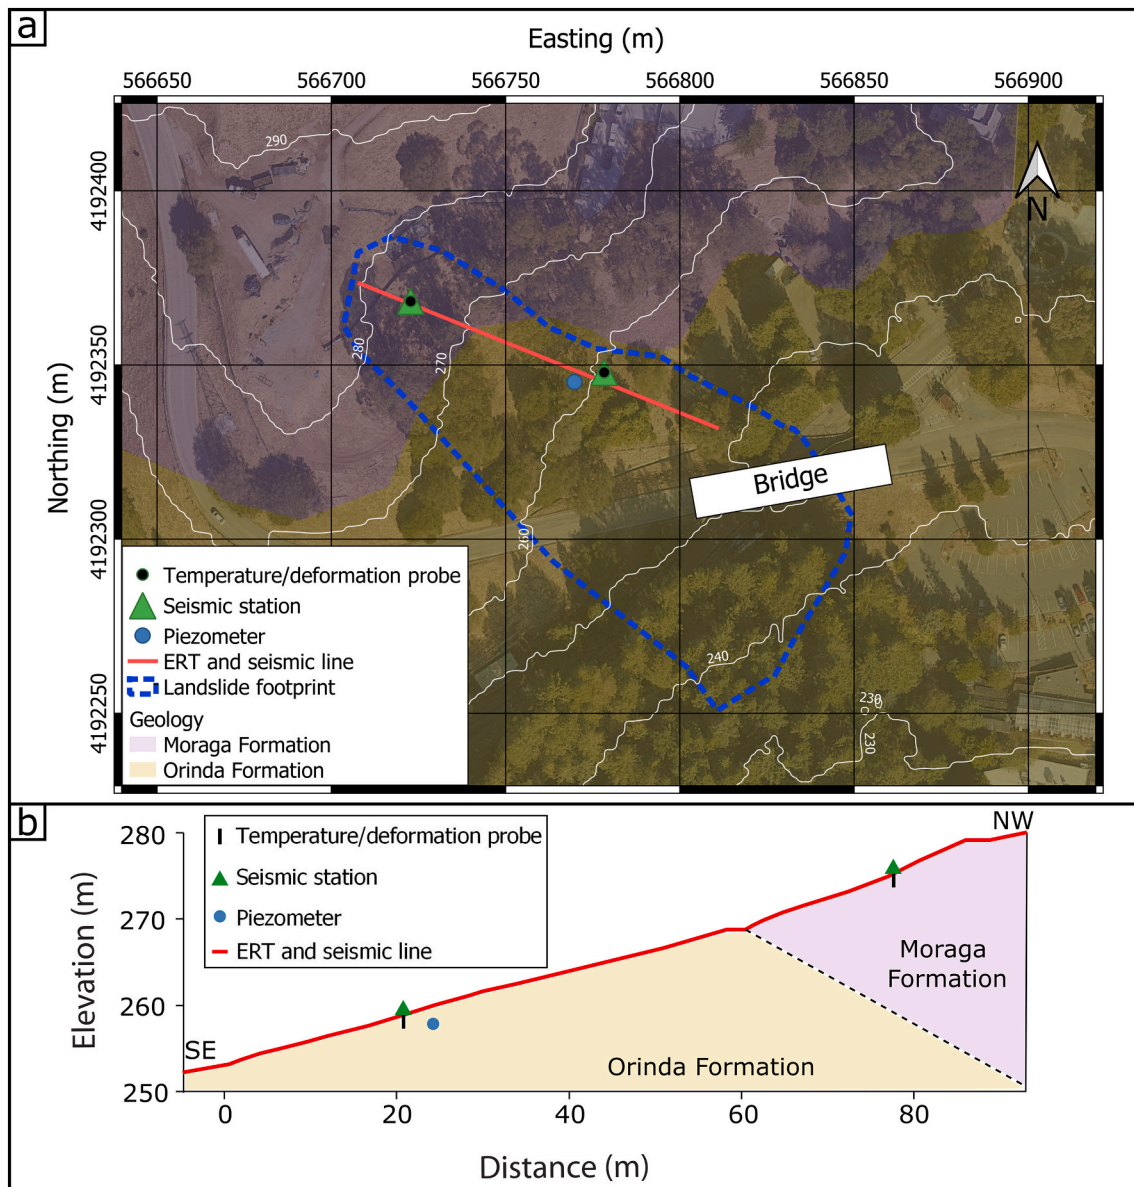 a
Easting (m)
566650 566700 566750 566800 566850 566900
290
4192400
N
4192350
280
270
Northing (m)
Bridge
4192300
260
Temperature/deformation probe
Seismic station
Piezometer
ERT and seismic line
Landslide footprint
240
4192250
230
230
Geology
Moraga Formation
Orinda Formation
b
NW
280
Temperature/deformation probe
Seismic station
Piezometer
ERT and seismic line
270
Elevation (m)
Moraga
Formation
260
SE
Orinda Formation
250
0 20 40 60 80
Distance (m)